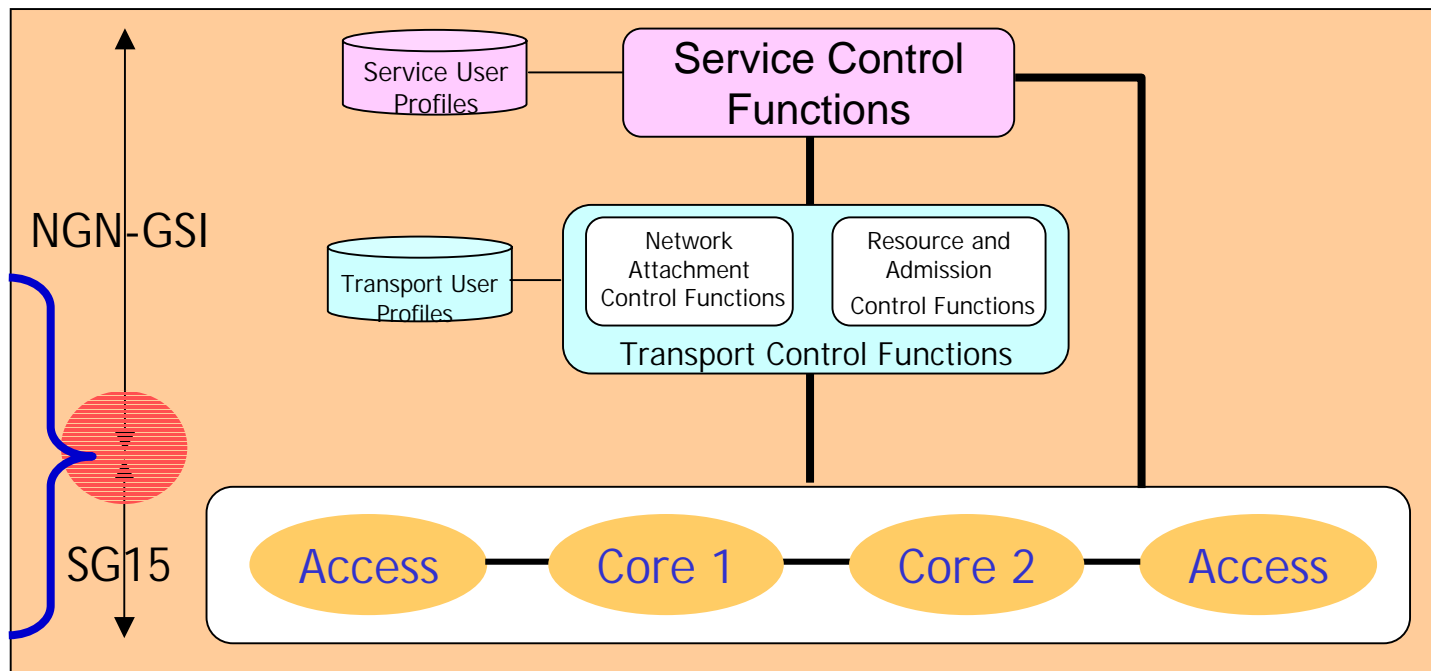 Service User
Profiles
Service Control
Functions
NGN-GSI
Transport User
Profiles
Network
Attachment
Control Functions
Resource and
Admission
Control Functions
Transport Control Functions
SG15
Access
Core 1
Core 2
Access